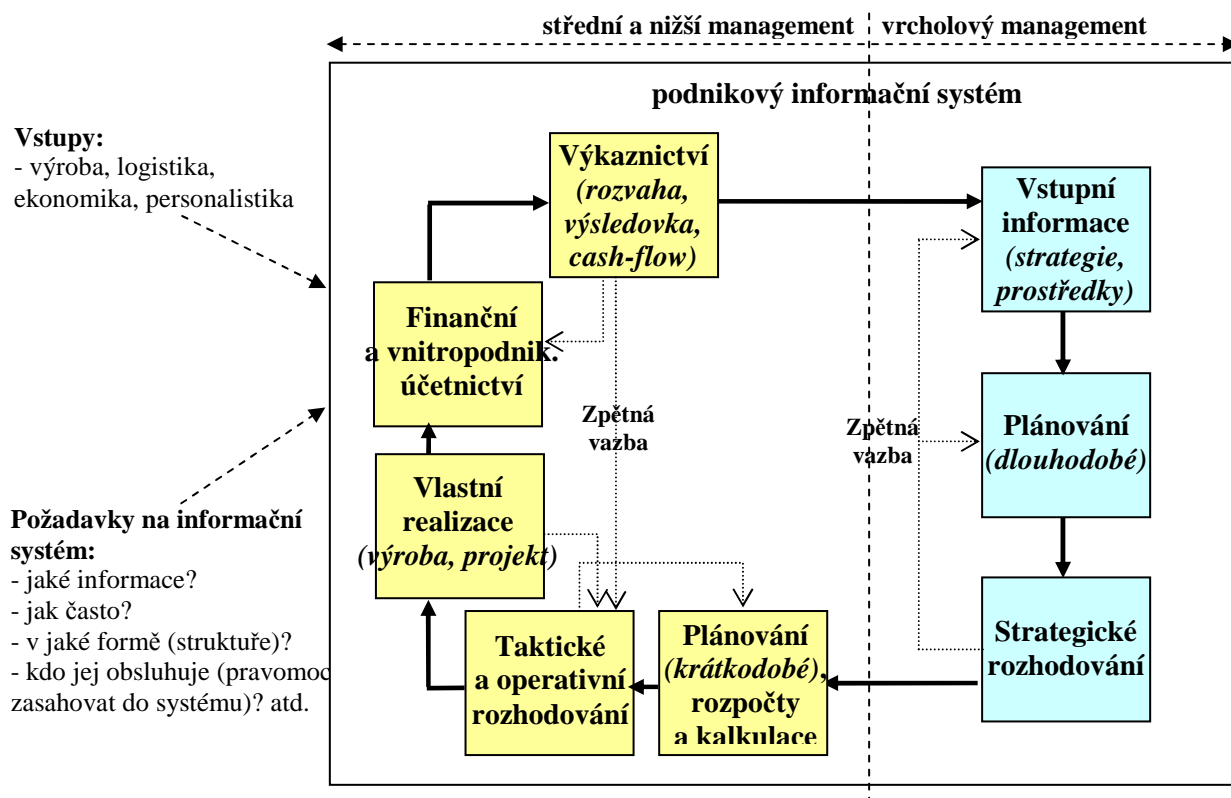 střední a nižší management
vrcholový management
podnikový informační systém
Vstupy:
- výroba, logistika,
ekonomika, personalistika
Výkaznictví
(rozvaha,
výsledovka,
cash-flow)
Vstupní
informace
(strategie,
prostředky)
Finanční
a vnitropodnik.
účetnictví
Zpětná
vazba
Zpětná
vazba
Plánování
(dlouhodobé)
Vlastní
realizace
(výroba, projekt)
Požadavky na informační
systém:
- jaké informace?
- jak často?
- v jaké formě (struktuře)?
- kdo jej obsluhuje (pravomoc
zasahovat do systému)? atd.
Taktické
a operativní
rozhodování
Plánování
(krátkodobé),
rozpočty
a kalkulace
Strategické
rozhodování